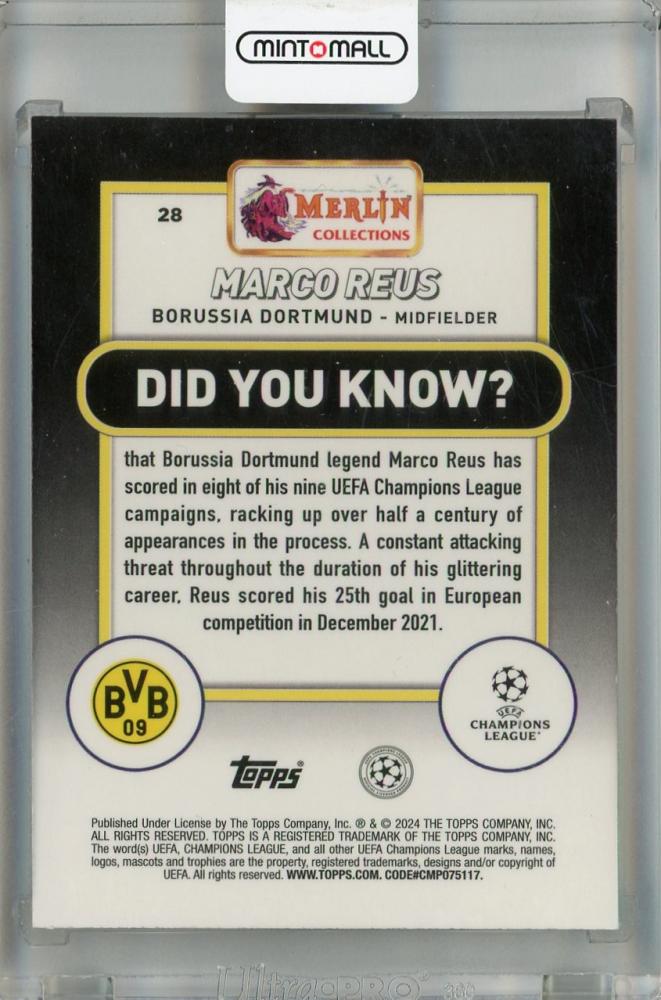 MINT MALL
28
MERLIN
COLLECTIONS
MARCO REUS
BORUSSIA DORTMUND - MIDFIELDER
DID YOU KNOW?
that Borussia Dortmund legend Marco Reus has
scored in eight of his nine UEFA Champions League
campaigns, racking up over half a century of
appearances in the process. A constant attacking
threat throughout the duration of his glittering
career, Reus scored his 25th goal in European
competition in December 2021.
BVB
09
UEFA
CHAMPIONS
LEAGUE
TOPPS
Published Under License by The Topps Company, Inc. ® & © 2024 THE TOPPS COMPANY, INC.
ALL RIGHTS RESERVED. TOPPS IS A REGISTERED TRADEMARK OF THE TOPPS COMPANY, INC.
The word(s) UEFA, CHAMPIONS LEAGUE, and all other UEFA Champions League marks, names,
logos, mascots and trophies are the property, registered trademarks, designs and/or copyright of
UEFA. All rights reserved. WWW.TOPPS.COM. CODE#CMP075117.
Ultra·PRO